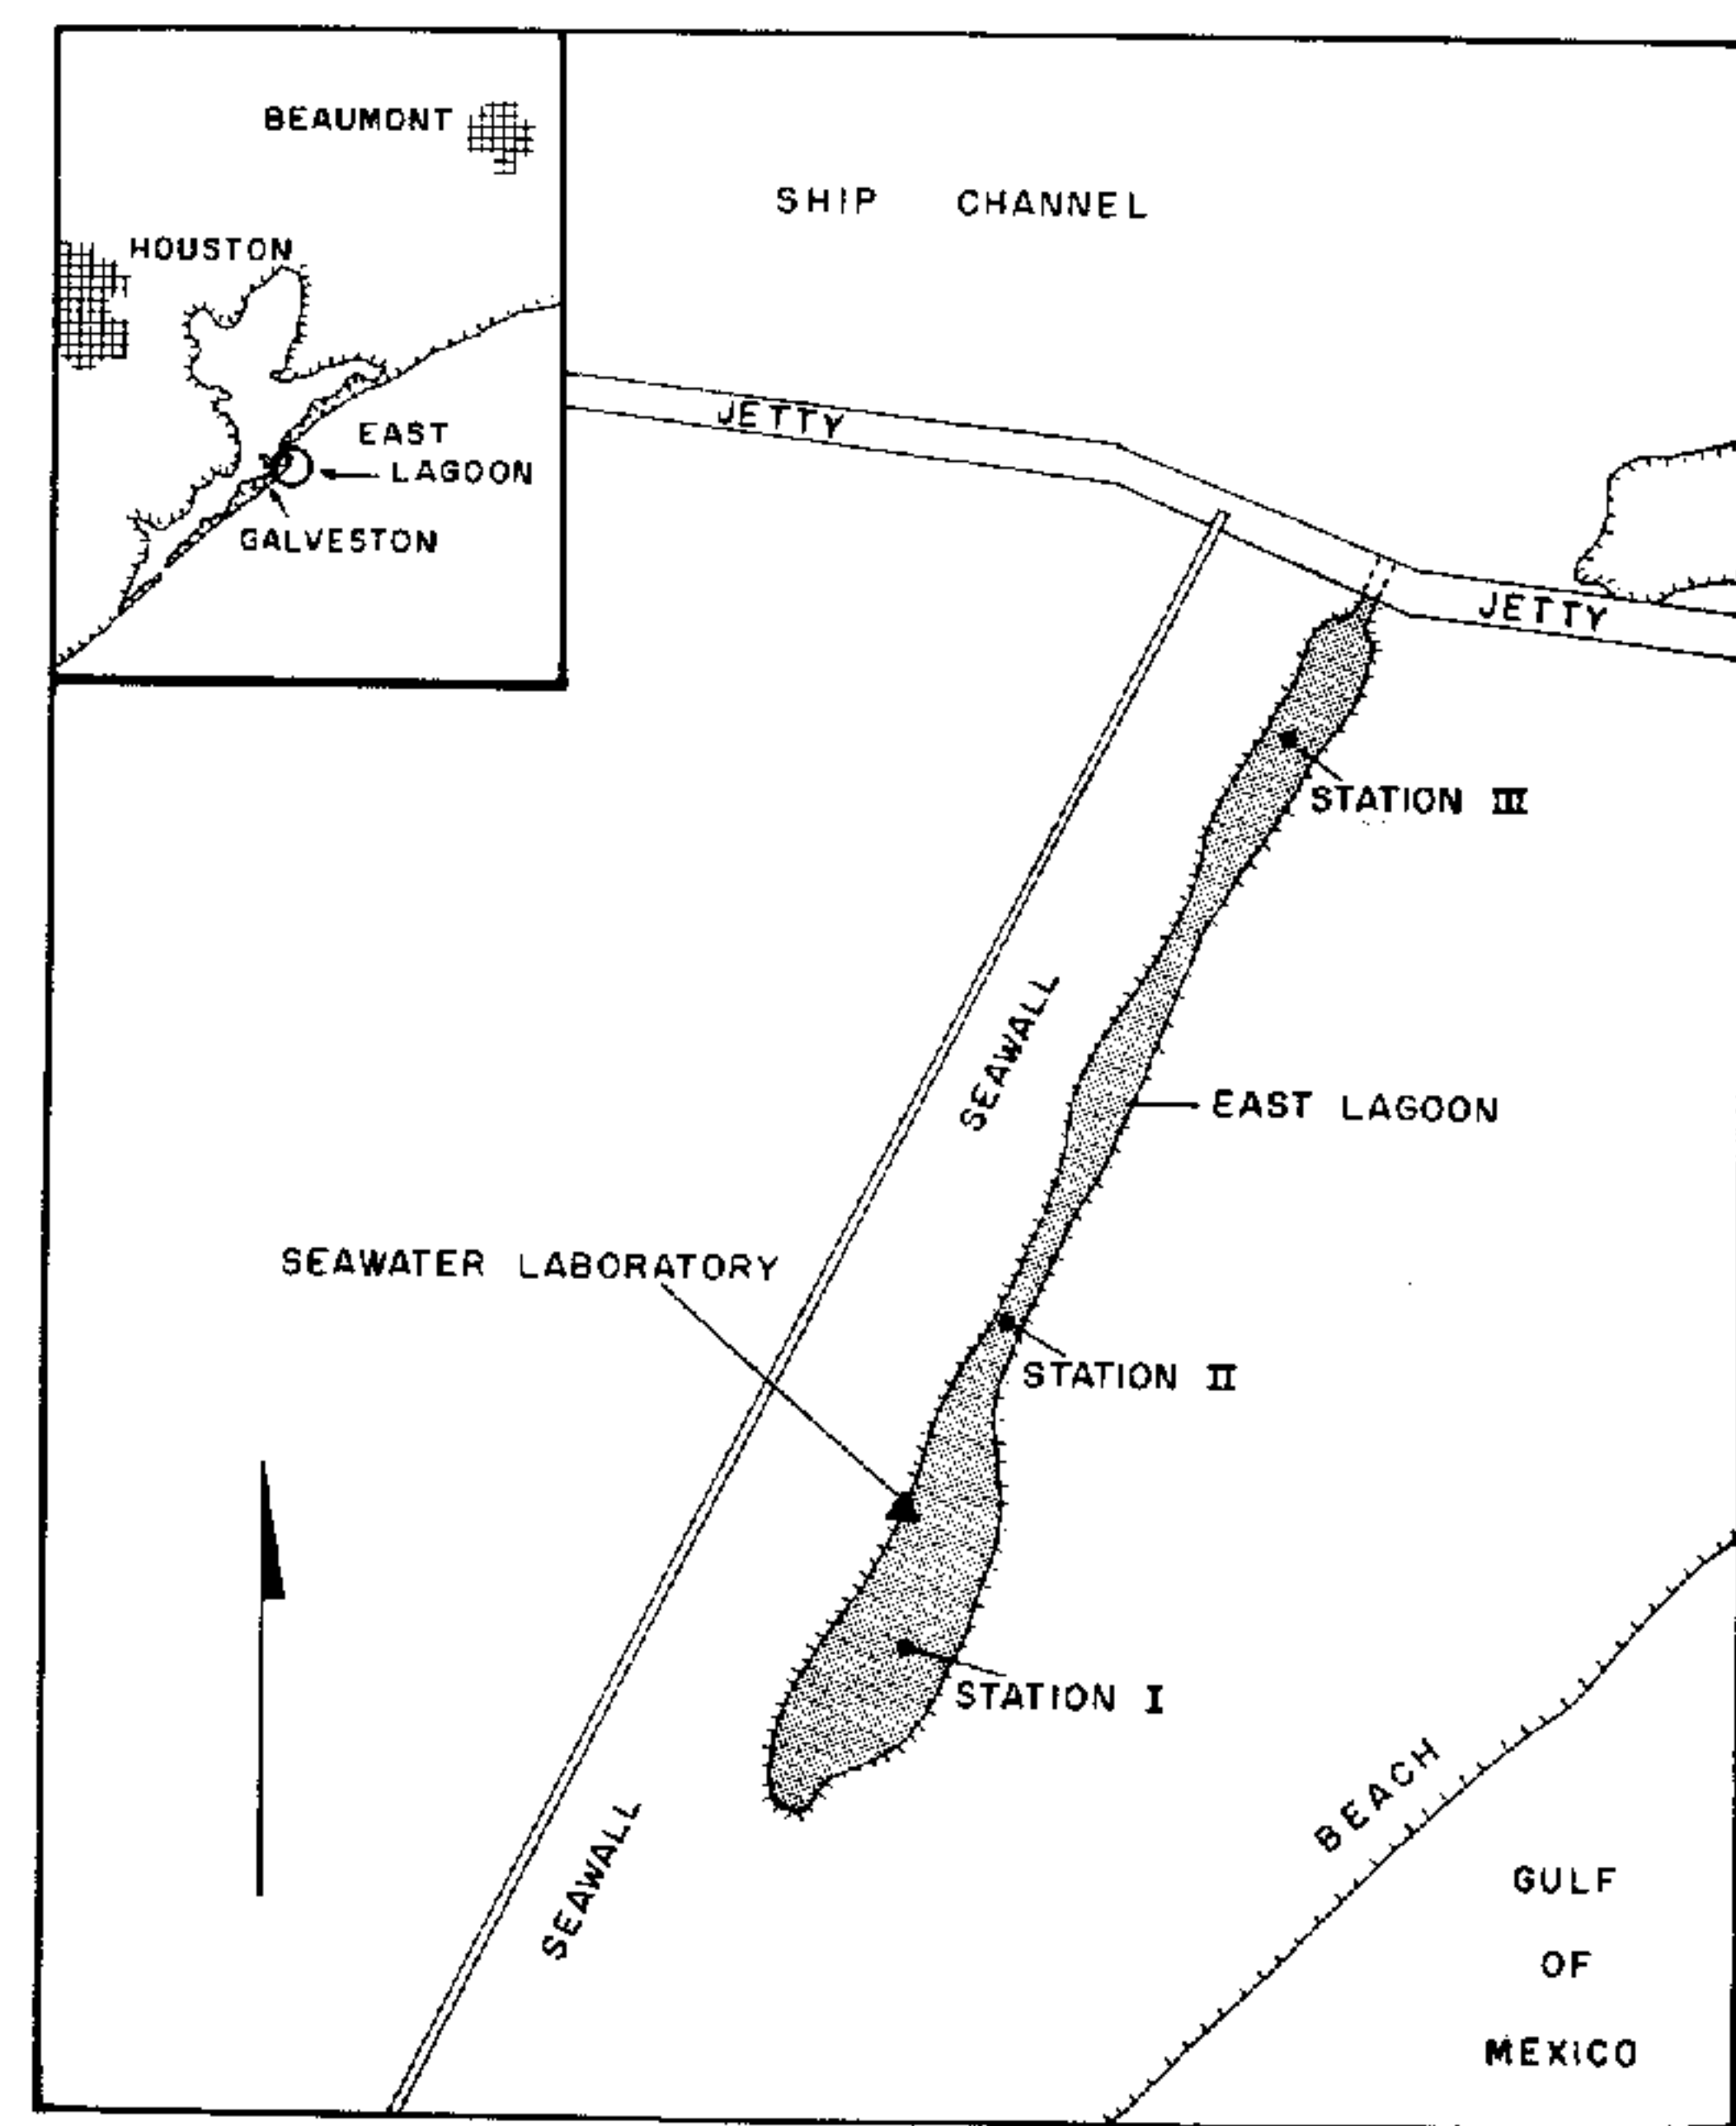 BEAUMONT
HOUSTON
EAST
LAGOON
GALVESTON
SHIP CHANNEL
JETTY
JETTY
STATION III
SEAWALL
EAST LAGOON
SEAWATER LABORATORY
STATION II
STATION I
SEAWALL
BEACH
GULF
OF
MEXICO